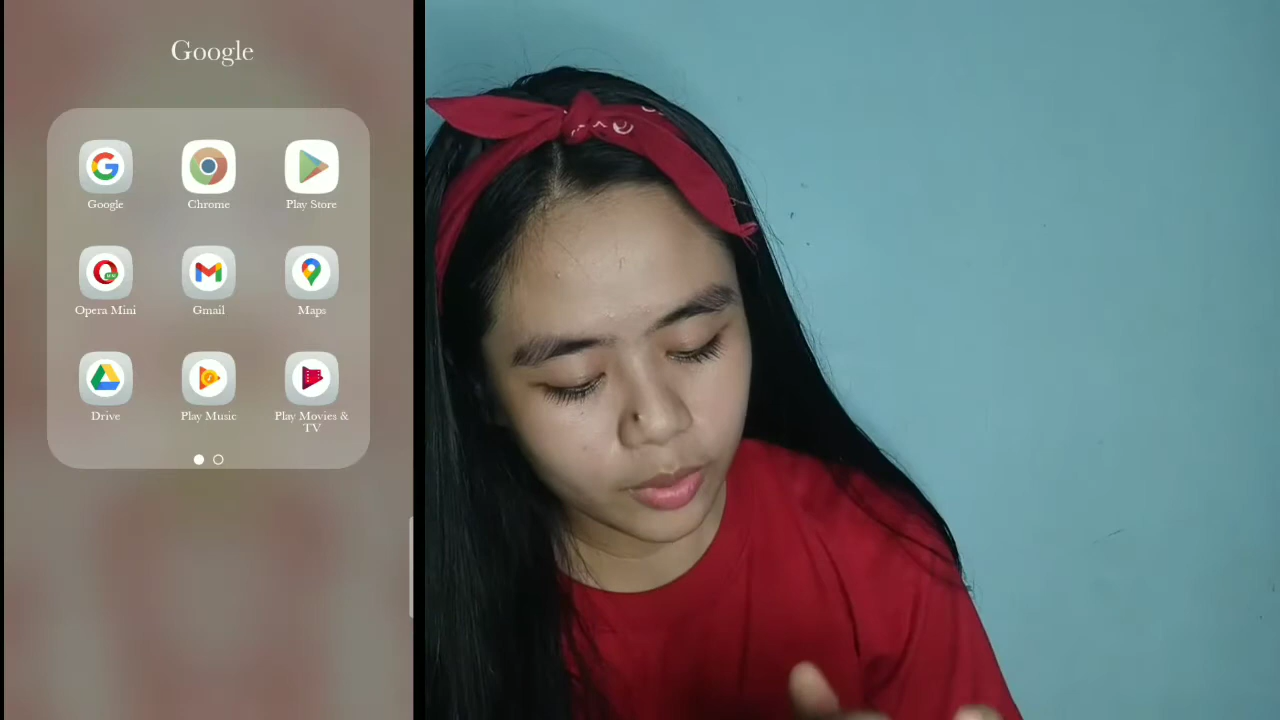 Google
Google
Chrome
Play Store
Opera Mini
Gmail
Maps
Drive
Play Music
Play Movies &
TV